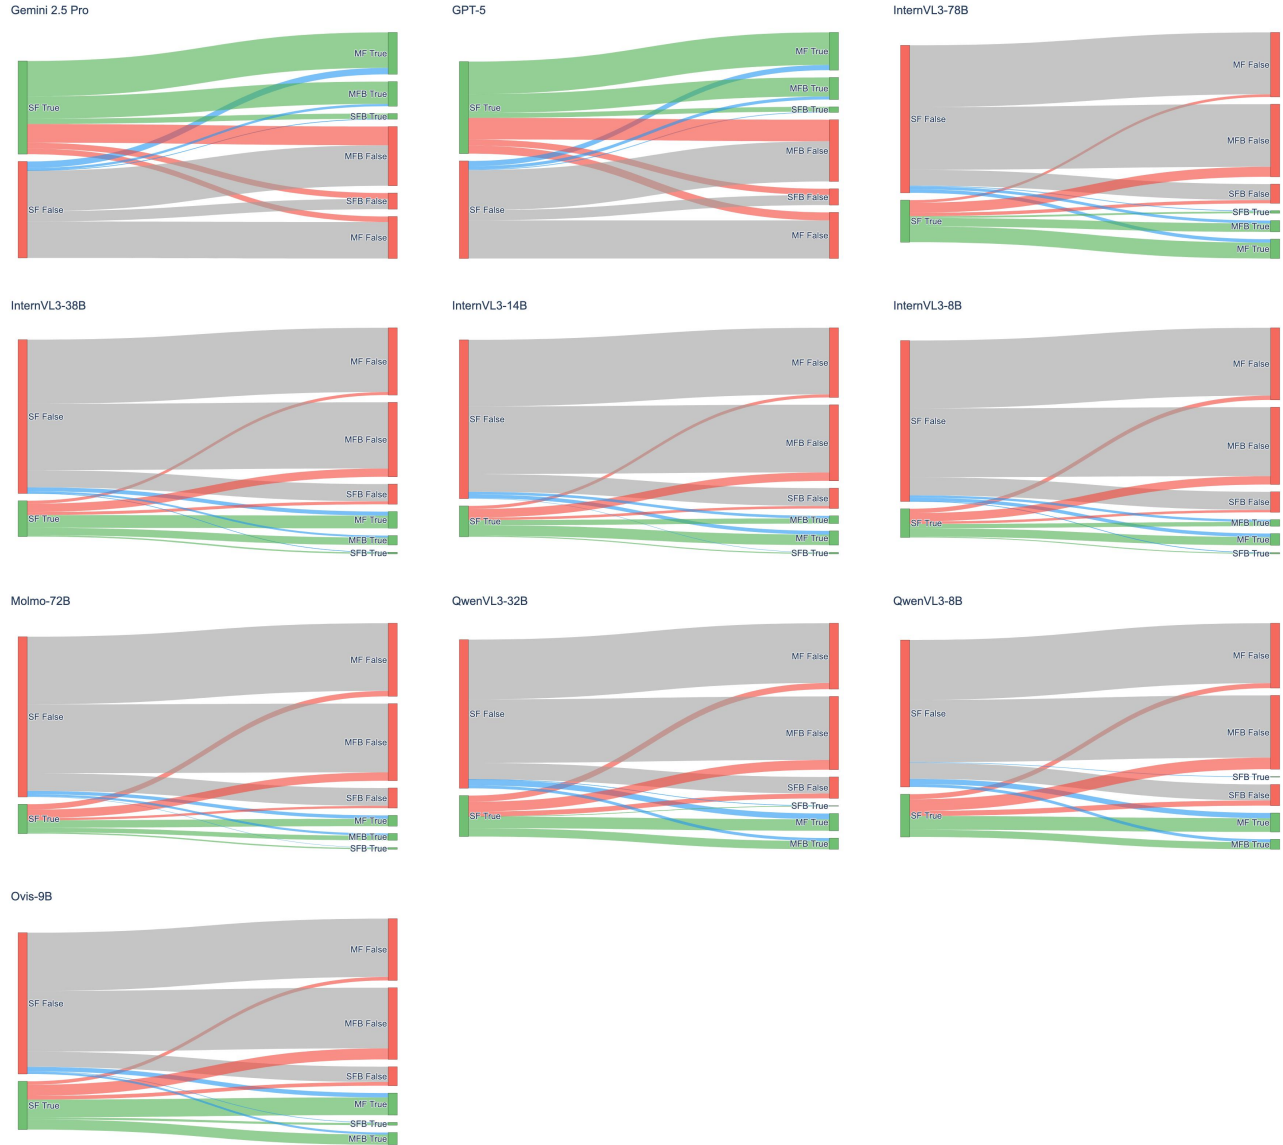 Gemini 2.5 Pro
MF True
MFB True
SF True
SFB True
MFB False
SF False
SFB False
MF False
GPT-5
MF True
MFB True
SF True
SFB True
MFB False
SF False
SFB False
MF False
InternVL3-78B
MF False
SF False
MFB False
SFB False
SFB True
SF True
MFB True
MF True
InternVL3-38B
MF False
SF False
MFB False
SFB False
SF True
MF True
MFB True
SFB True
InternVL3-14B
MF False
SF False
MFB False
SFB False
SF True
MFB True
MF True
SFB True
InternVL3-8B
MF False
SF False
MFB False
SFB False
SF True
MFB True
MF True
SFB True
Molmo-72B
MF False
SF False
MFB False
SFB False
SF True
MF True
MFB True
SFB True
QwenVL3-32B
MF False
SF False
MFB False
SFB False
SFB True
SF True
MF True
MFB True
QwenVL3-8B
MF False
SF False
MFB False
SFB True
SFB False
SF True
MF True
MFB True
Ovis-9B
MF False
SF False
MFB False
SFB False
SF True
MF True
SFB True
MFB True